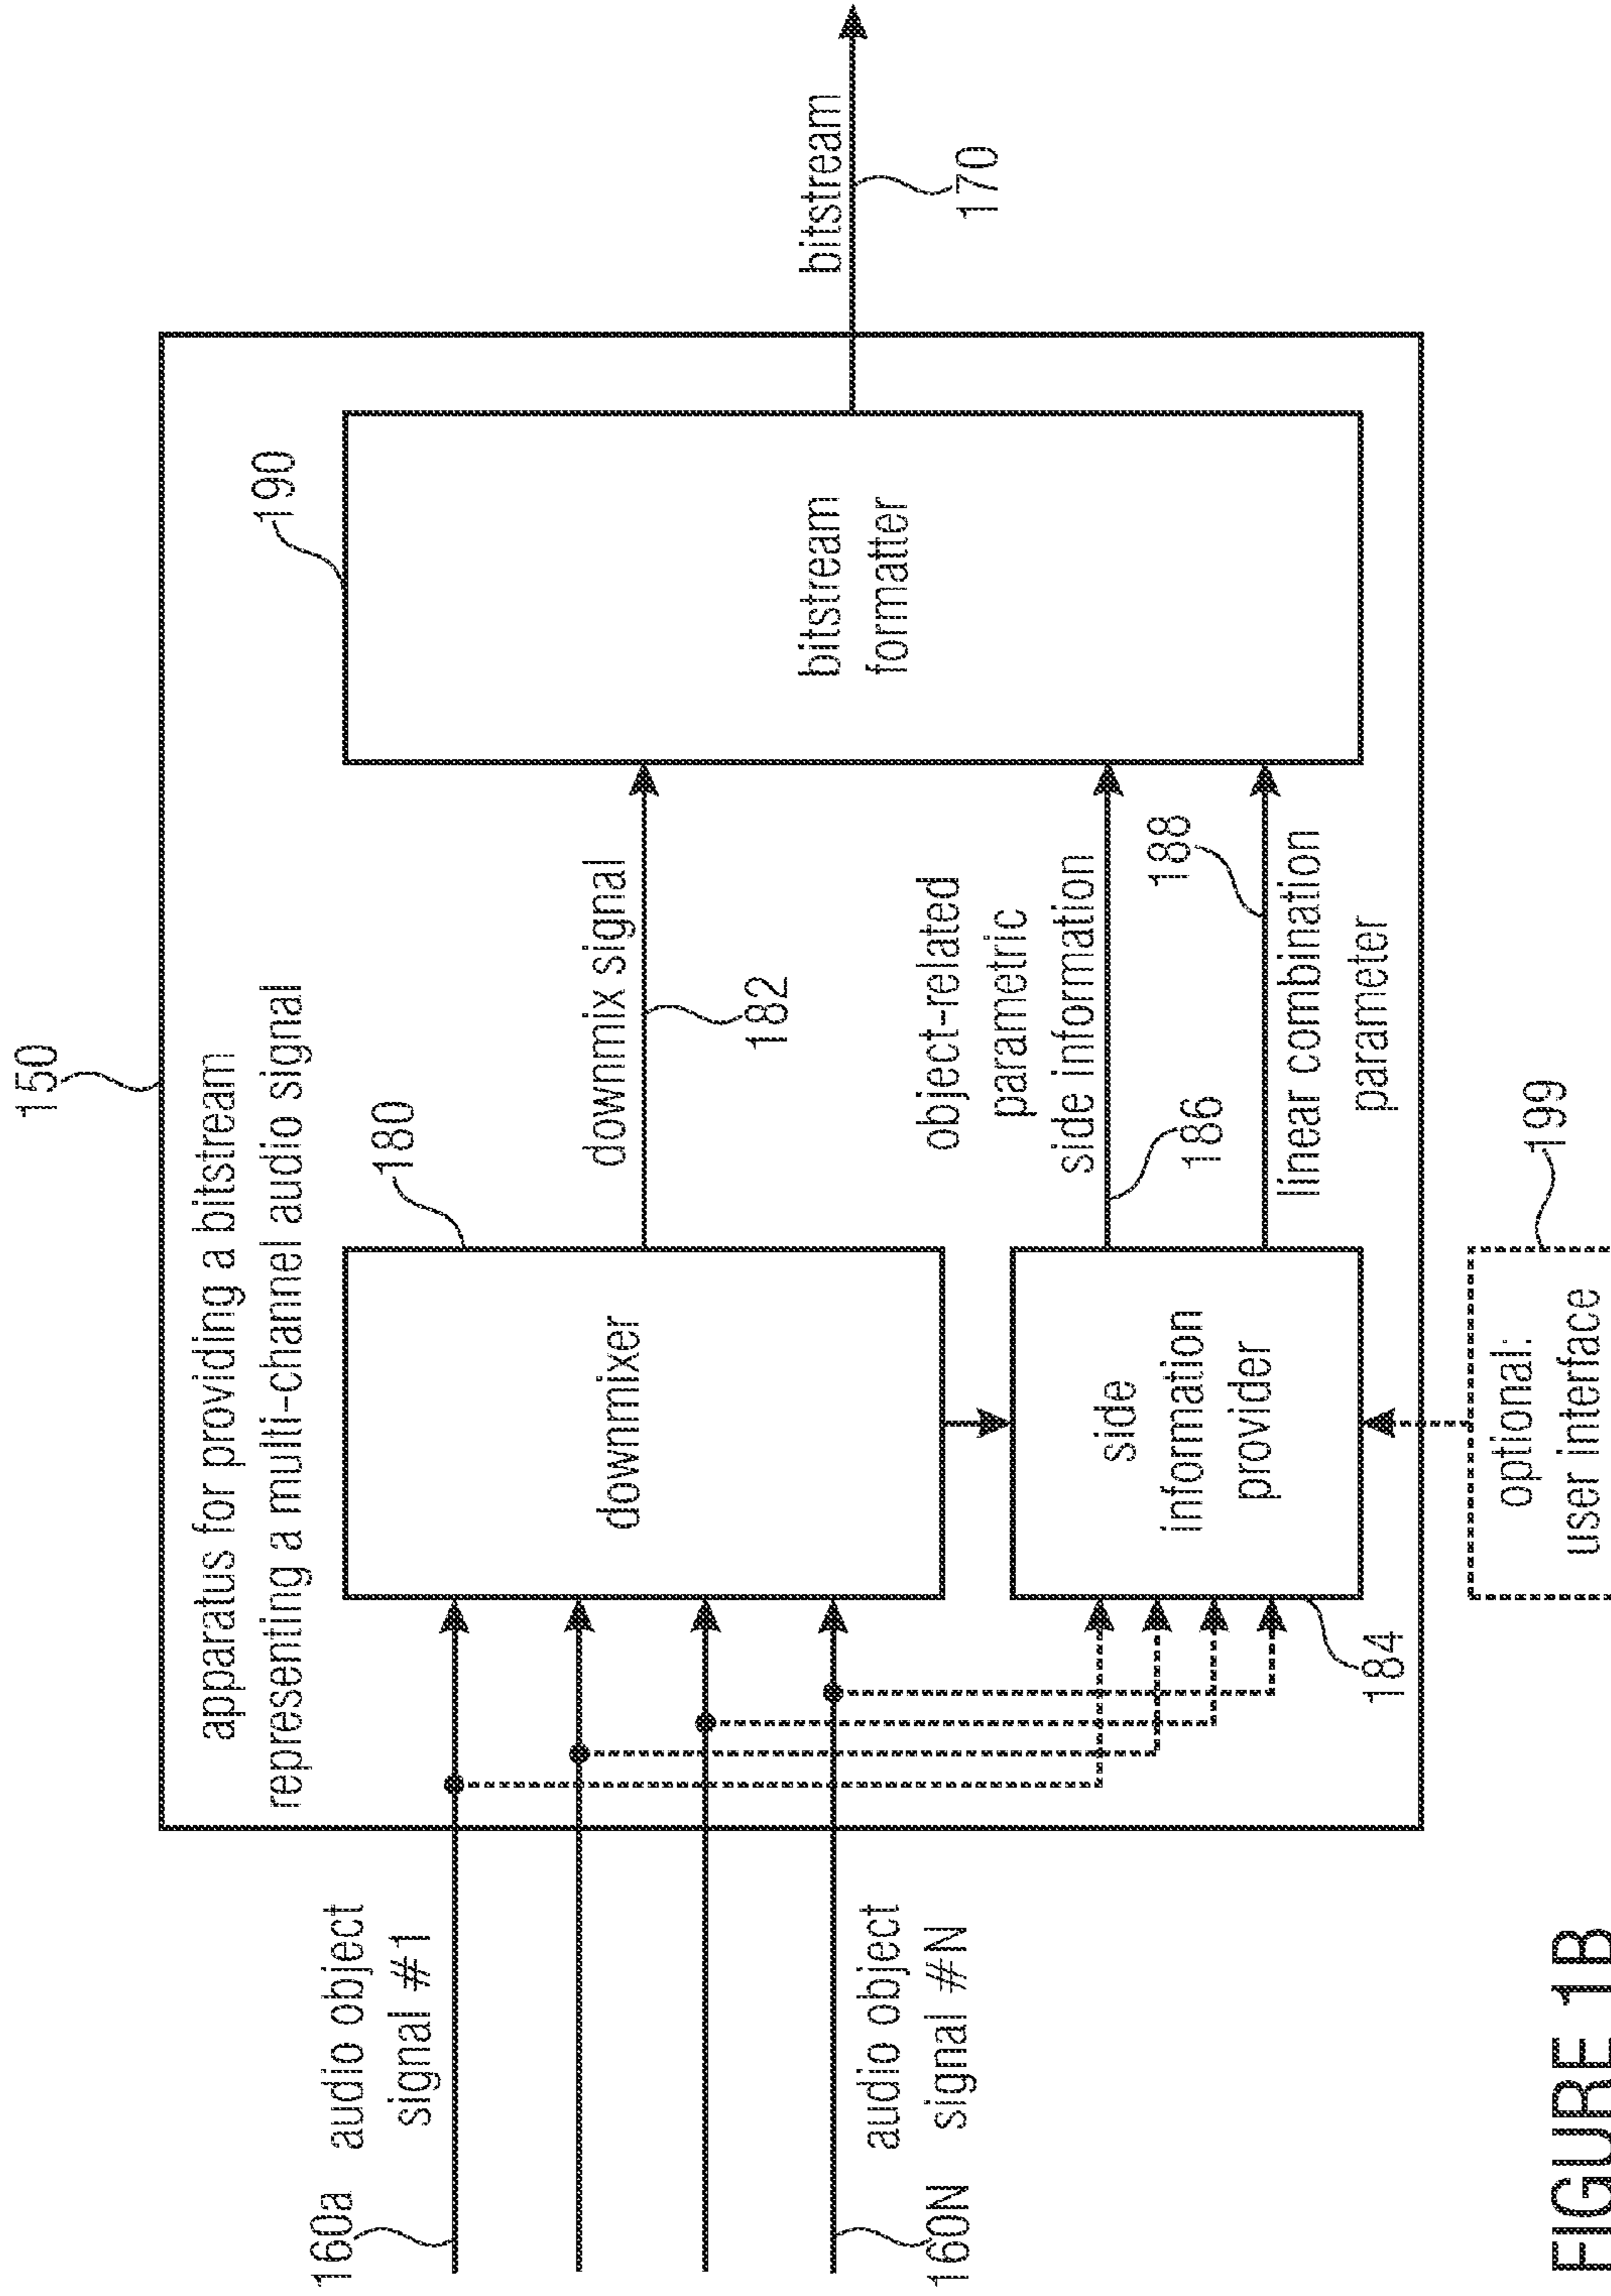 150
apparatus for providing a bitstream
representing a multi-channel audio signal
160a
audio object
signal #1
180
downmixer
downmix signal
182
190
bitstream
formatter
bitstream
170
audio object
signal #N
160N
side
information
provider
184
object-related
parametric
side information
186
188
linear combination
parameter
optional:
user interface
199
FIGURE 1B